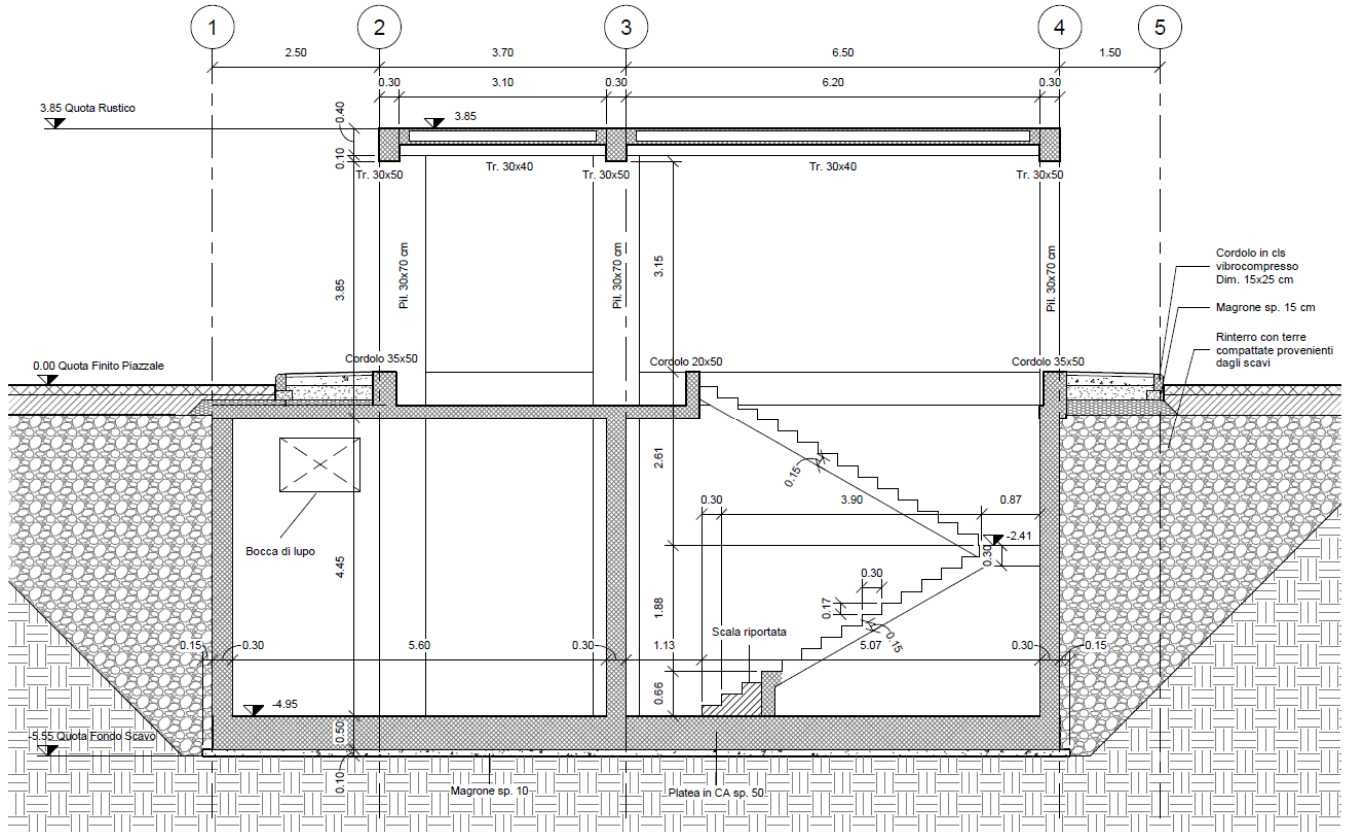 1
2
3
4
5
2.50
3.70
6.50
1.50
0.30
3.10
0.30
6.20
0.30
3.85 Quota Rustico
0.40
3.85
0.10
Tr. 30x50
Tr. 30x40
Tr. 30x50
Tr. 30x40
Tr. 30x50
Pil. 30x70 cm
Pil. 30x70 cm
Pil. 30x70 cm
3.85
3.15
Cordolo in cls
vibrocompresso
Dim. 15x25 cm
Magrone sp. 15 cm
Rinterro con terre
compattate provenienti
dagli scavi
0.00 Quota Finito Piazzale
Cordolo 35x50
Cordolo 20x50
Cordolo 35x50
2.61
0.15
0.30
3.90
0.87
Bocca di lupo
-2.41
0.30
4.45
0.30
0.17
1.88
0.15
Scala riportata
0.15
0.30
5.60
0.30
1.13
5.07
0.30
0.15
0.66
-4.95
-5.55 Quota Fondo Scavo
0.50
0.10
Magrone sp. 10
Platea in CA sp. 50